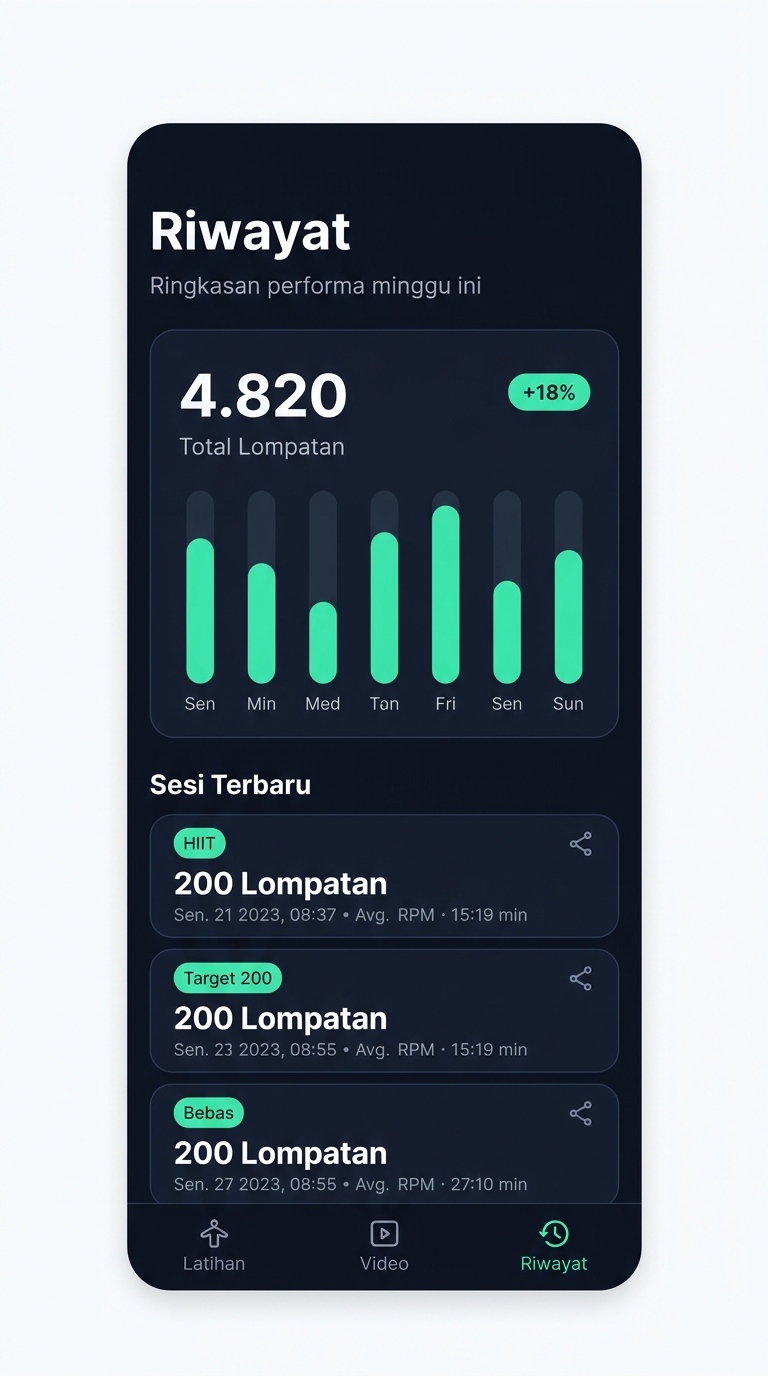 Riwayat
Ringkasan performa minggu ini
4.820
+18%
Total Lompatan
Sen Min Med Tan Fri Sen Sun
Sesi Terbaru
HIIT
200 Lompatan
Sen. 21 2023, 08:37 • Avg. RPM · 15:19 min
Target 200
200 Lompatan
Sen. 23 2023, 08:55 • Avg. RPM · 15:19 min
Bebas
200 Lompatan
Sen. 27 2023, 08:55 • Avg. RPM · 27:10 min
Latihan Video Riwayat